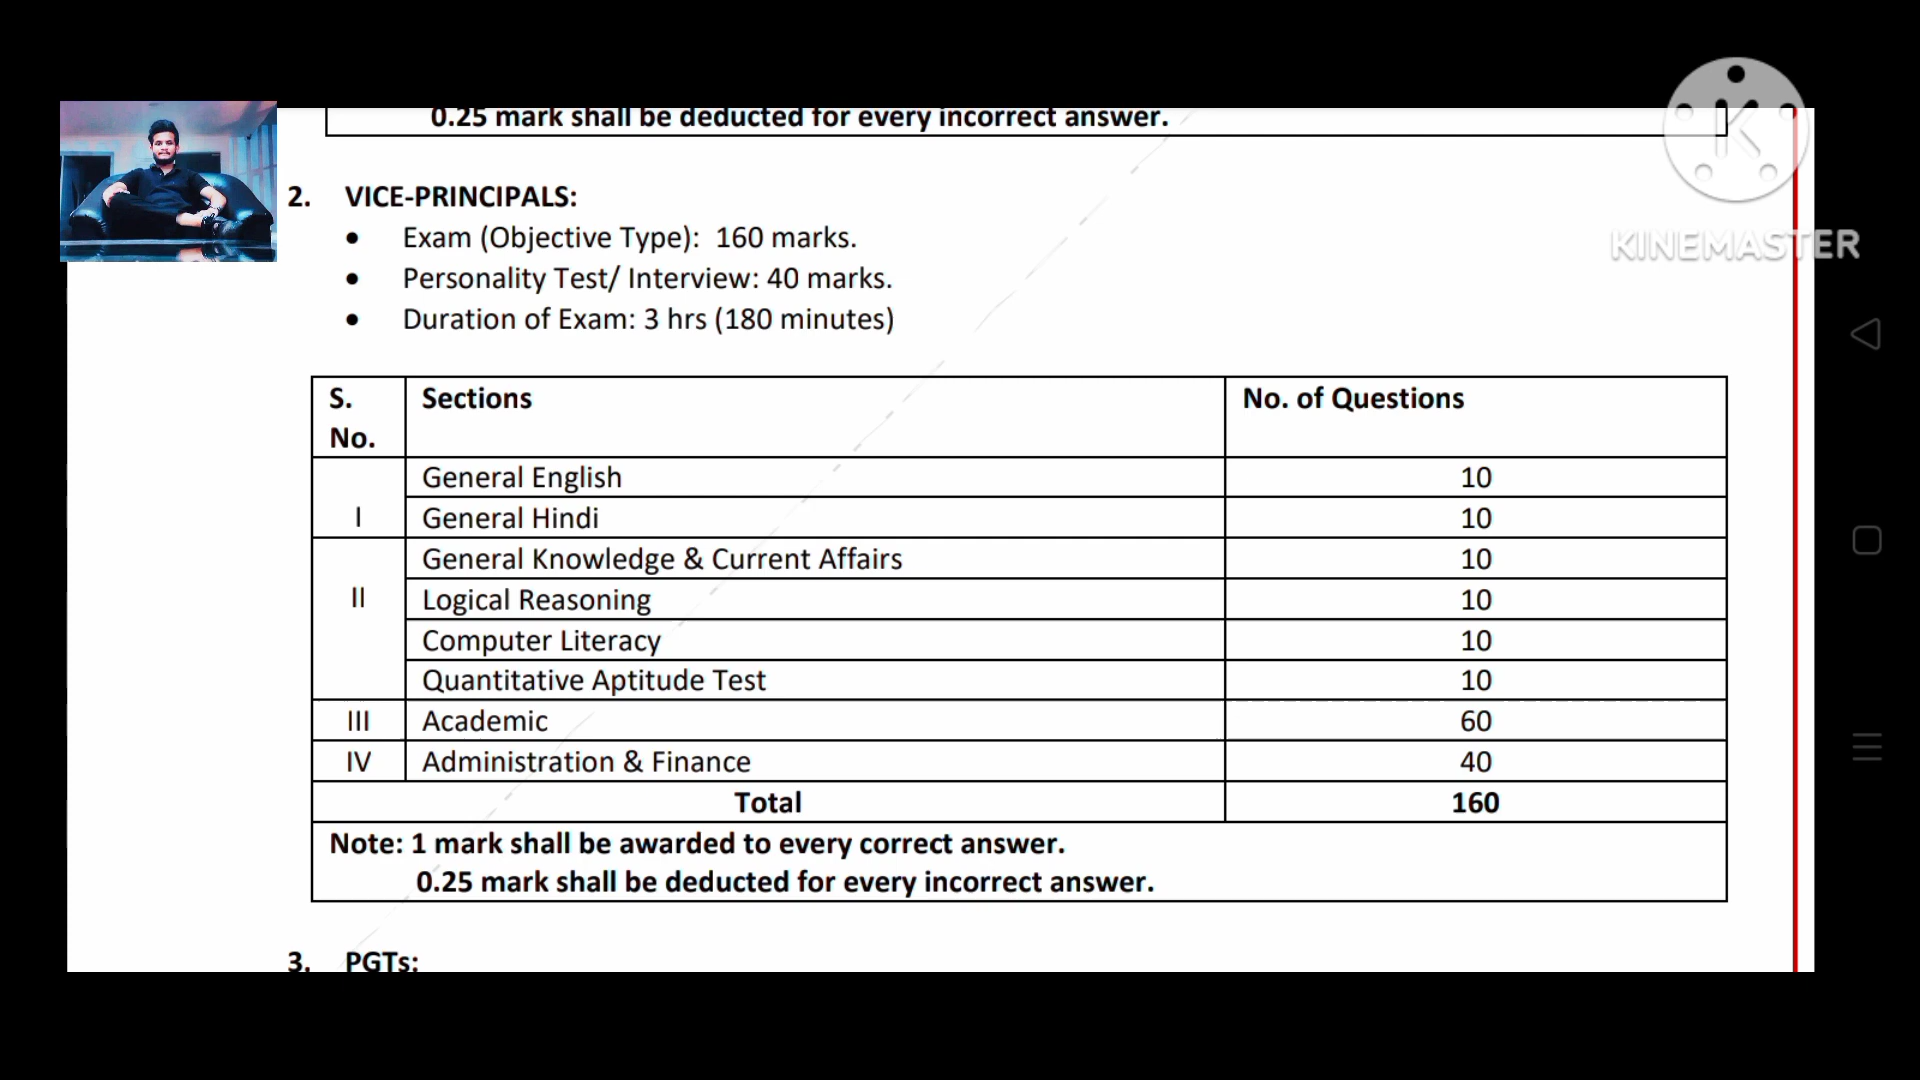 0.25 mark shall be deducted for every incorrect answer.
KINEMASTER
2. VICE-PRINCIPALS:
• Exam (Objective Type): 160 marks.
• Personality Test/ Interview: 40 marks.
• Duration of Exam: 3 hrs (180 minutes)
S. No. Sections No. of Questions
General English 10
I General Hindi 10
General Knowledge & Current Affairs 10
II Logical Reasoning 10
Computer Literacy 10
Quantitative Aptitude Test 10
III Academic 60
IV Administration & Finance 40
Total 160
Note: 1 mark shall be awarded to every correct answer.
0.25 mark shall be deducted for every incorrect answer.
3. PGTs: